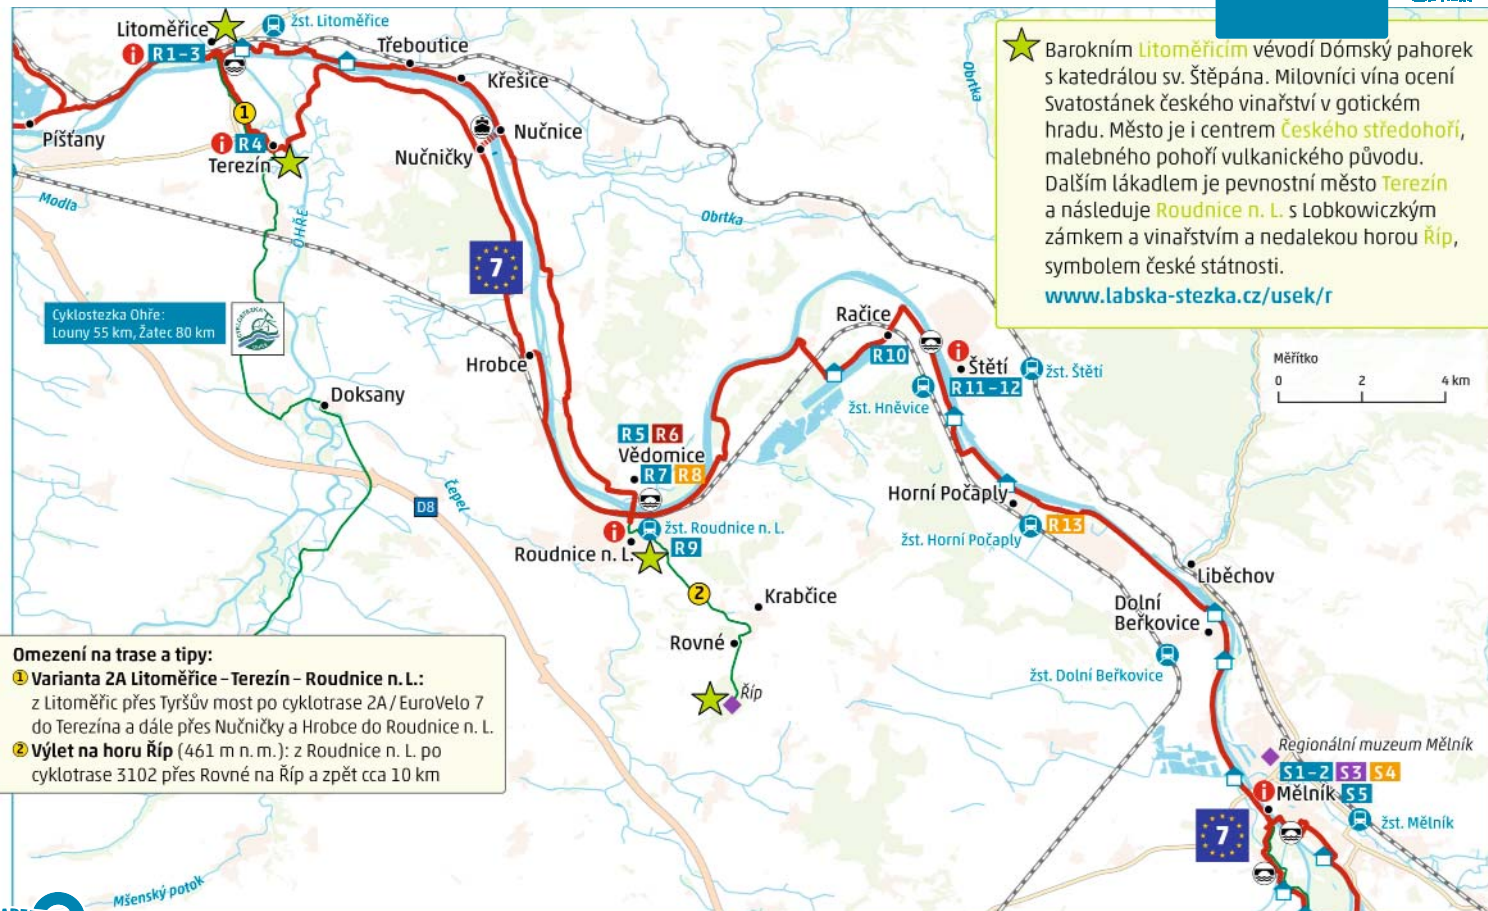 Litoměřice
žst. Litoměřice
R1-3
Třeboutice
Křešice
Píšťany
1
R4
Terezín
Nučnice
Nučničky
Modla
OHŘE
Obrtka
Obrtka
7
Barokním Litoměřicím vévodí Dómský pahorek
s katedrálou sv. Štěpána. Milovníci vína ocení
Svatostánek českého vinařství v gotickém
hradu. Město je i centrem Českého středohoří,
malebného pohoří vulkanického původu.
Dalším lákadlem je pevnostní město Terezín
a následuje Roudnice n. L. s Lobkowiczkým
zámkem a vinařstvím a nedalekou horou Říp,
symbolem české státnosti.
www.labska-stezka.cz/usek/r
Cyklostezka Ohře:
Louny 55 km, Žatec 80 km
Hrobce
Doksany
Račice
R10
Štětí
R11-12
žst. Štětí
žst. Hněvice
Měřítko
0 2 4 km
R5 R6
Vědomice
R7 R8
Čepel
D8
žst. Roudnice n. L.
Roudnice n. L.
R9
Horní Počaply
R13
žst. Horní Počaply
2
Krabčice
Rovné
Říp
Liběchov
Dolní
Beřkovice
žst. Dolní Beřkovice
Omezení na trase a tipy:
1 Varianta 2A Litoměřice – Terezín – Roudnice n. L.:
z Litoměřic přes Tyršův most po cyklotrase 2A / EuroVelo 7
do Terezína a dále přes Nučničky a Hrobce do Roudnice n. L.
2 Výlet na horu Říp (461 m n. m.): z Roudnice n. L. po
cyklotrase 3102 přes Rovné na Říp a zpět cca 10 km
Regionální muzeum Mělník
S1-2 S3 S4
Mělník S5
žst. Mělník
7
Mšenský potok